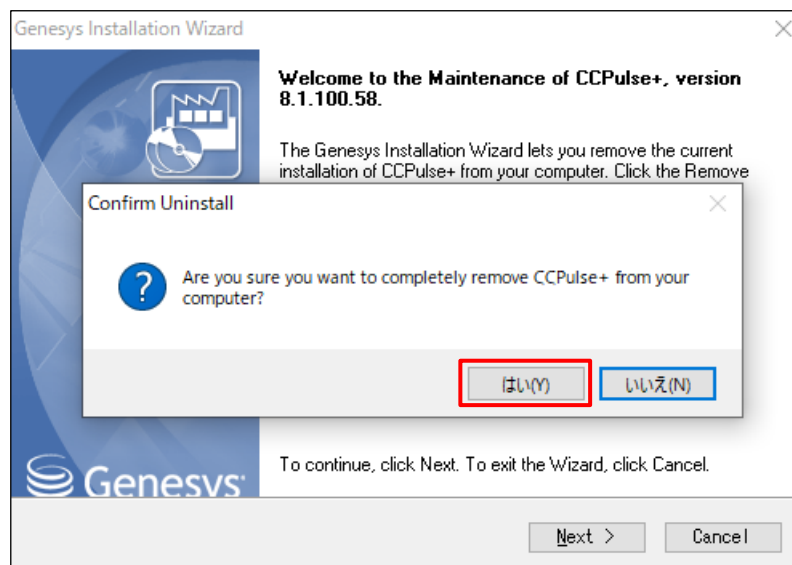 Genesys Installation Wizard
Welcome to the Maintenance of CCPulse+, version
8.1.100.58.
The Genesys Installation Wizard lets you remove the current
installation of CCPulse+ from your computer. Click the Remove
Confirm Uninstall
Are you sure you want to completely remove CCPulse+ from your
computer?
はい(Y) いいえ(N)
To continue, click Next. To exit the Wizard, click Cancel.
Genesys
Next > Cancel